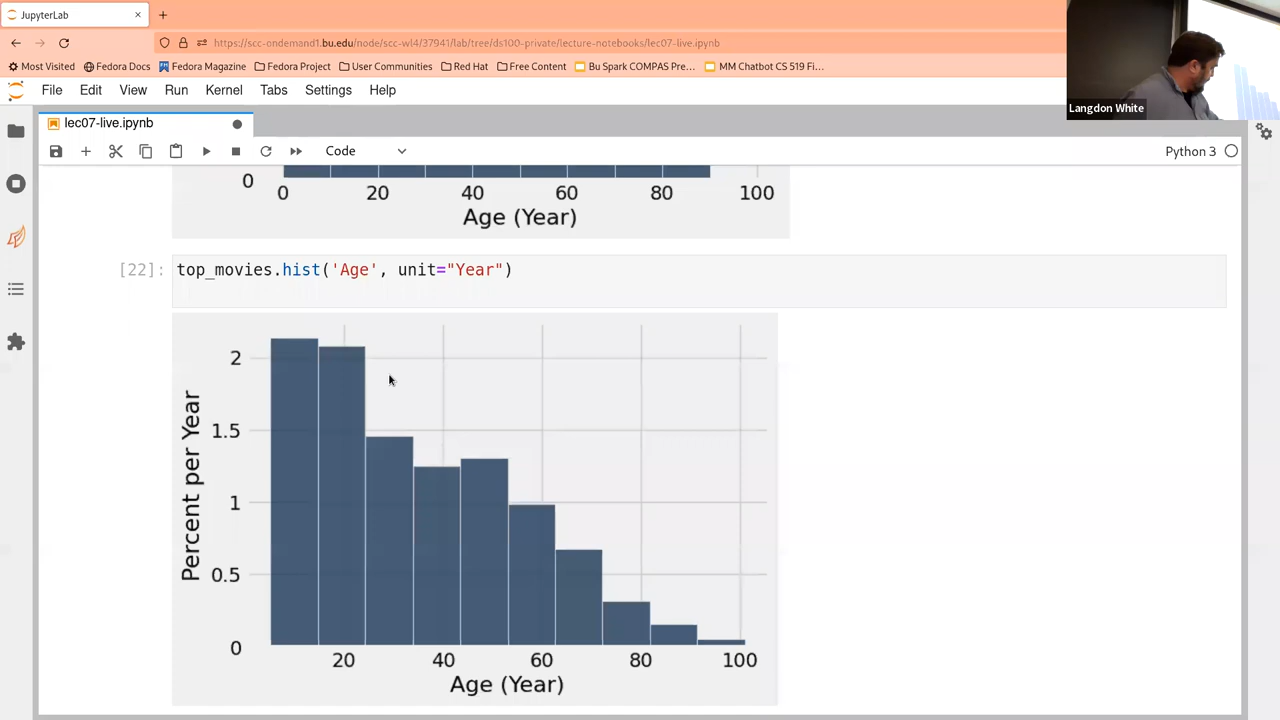 JupyterLab
https://scc-ondemand1.bu.edu/node/scc-wl4/37941/lab/tree/ds100-private/lecture-notebooks/lec07-live.ipynb
Most Visited Fedora Docs Fedora Magazine Fedora Project User Communities Red Hat Free Content Bu Spark COMPAS Pre... MM Chatbot CS 519 Fi...
Langdon White
File Edit View Run Kernel Tabs Settings Help
lec07-live.ipynb
Code
Python 3
0
0 20 40 60 80 100
Age (Year)
[22]: top_movies.hist('Age', unit="Year")
Percent per Year
2
1.5
1
0.5
0
20 40 60 80 100
Age (Year)